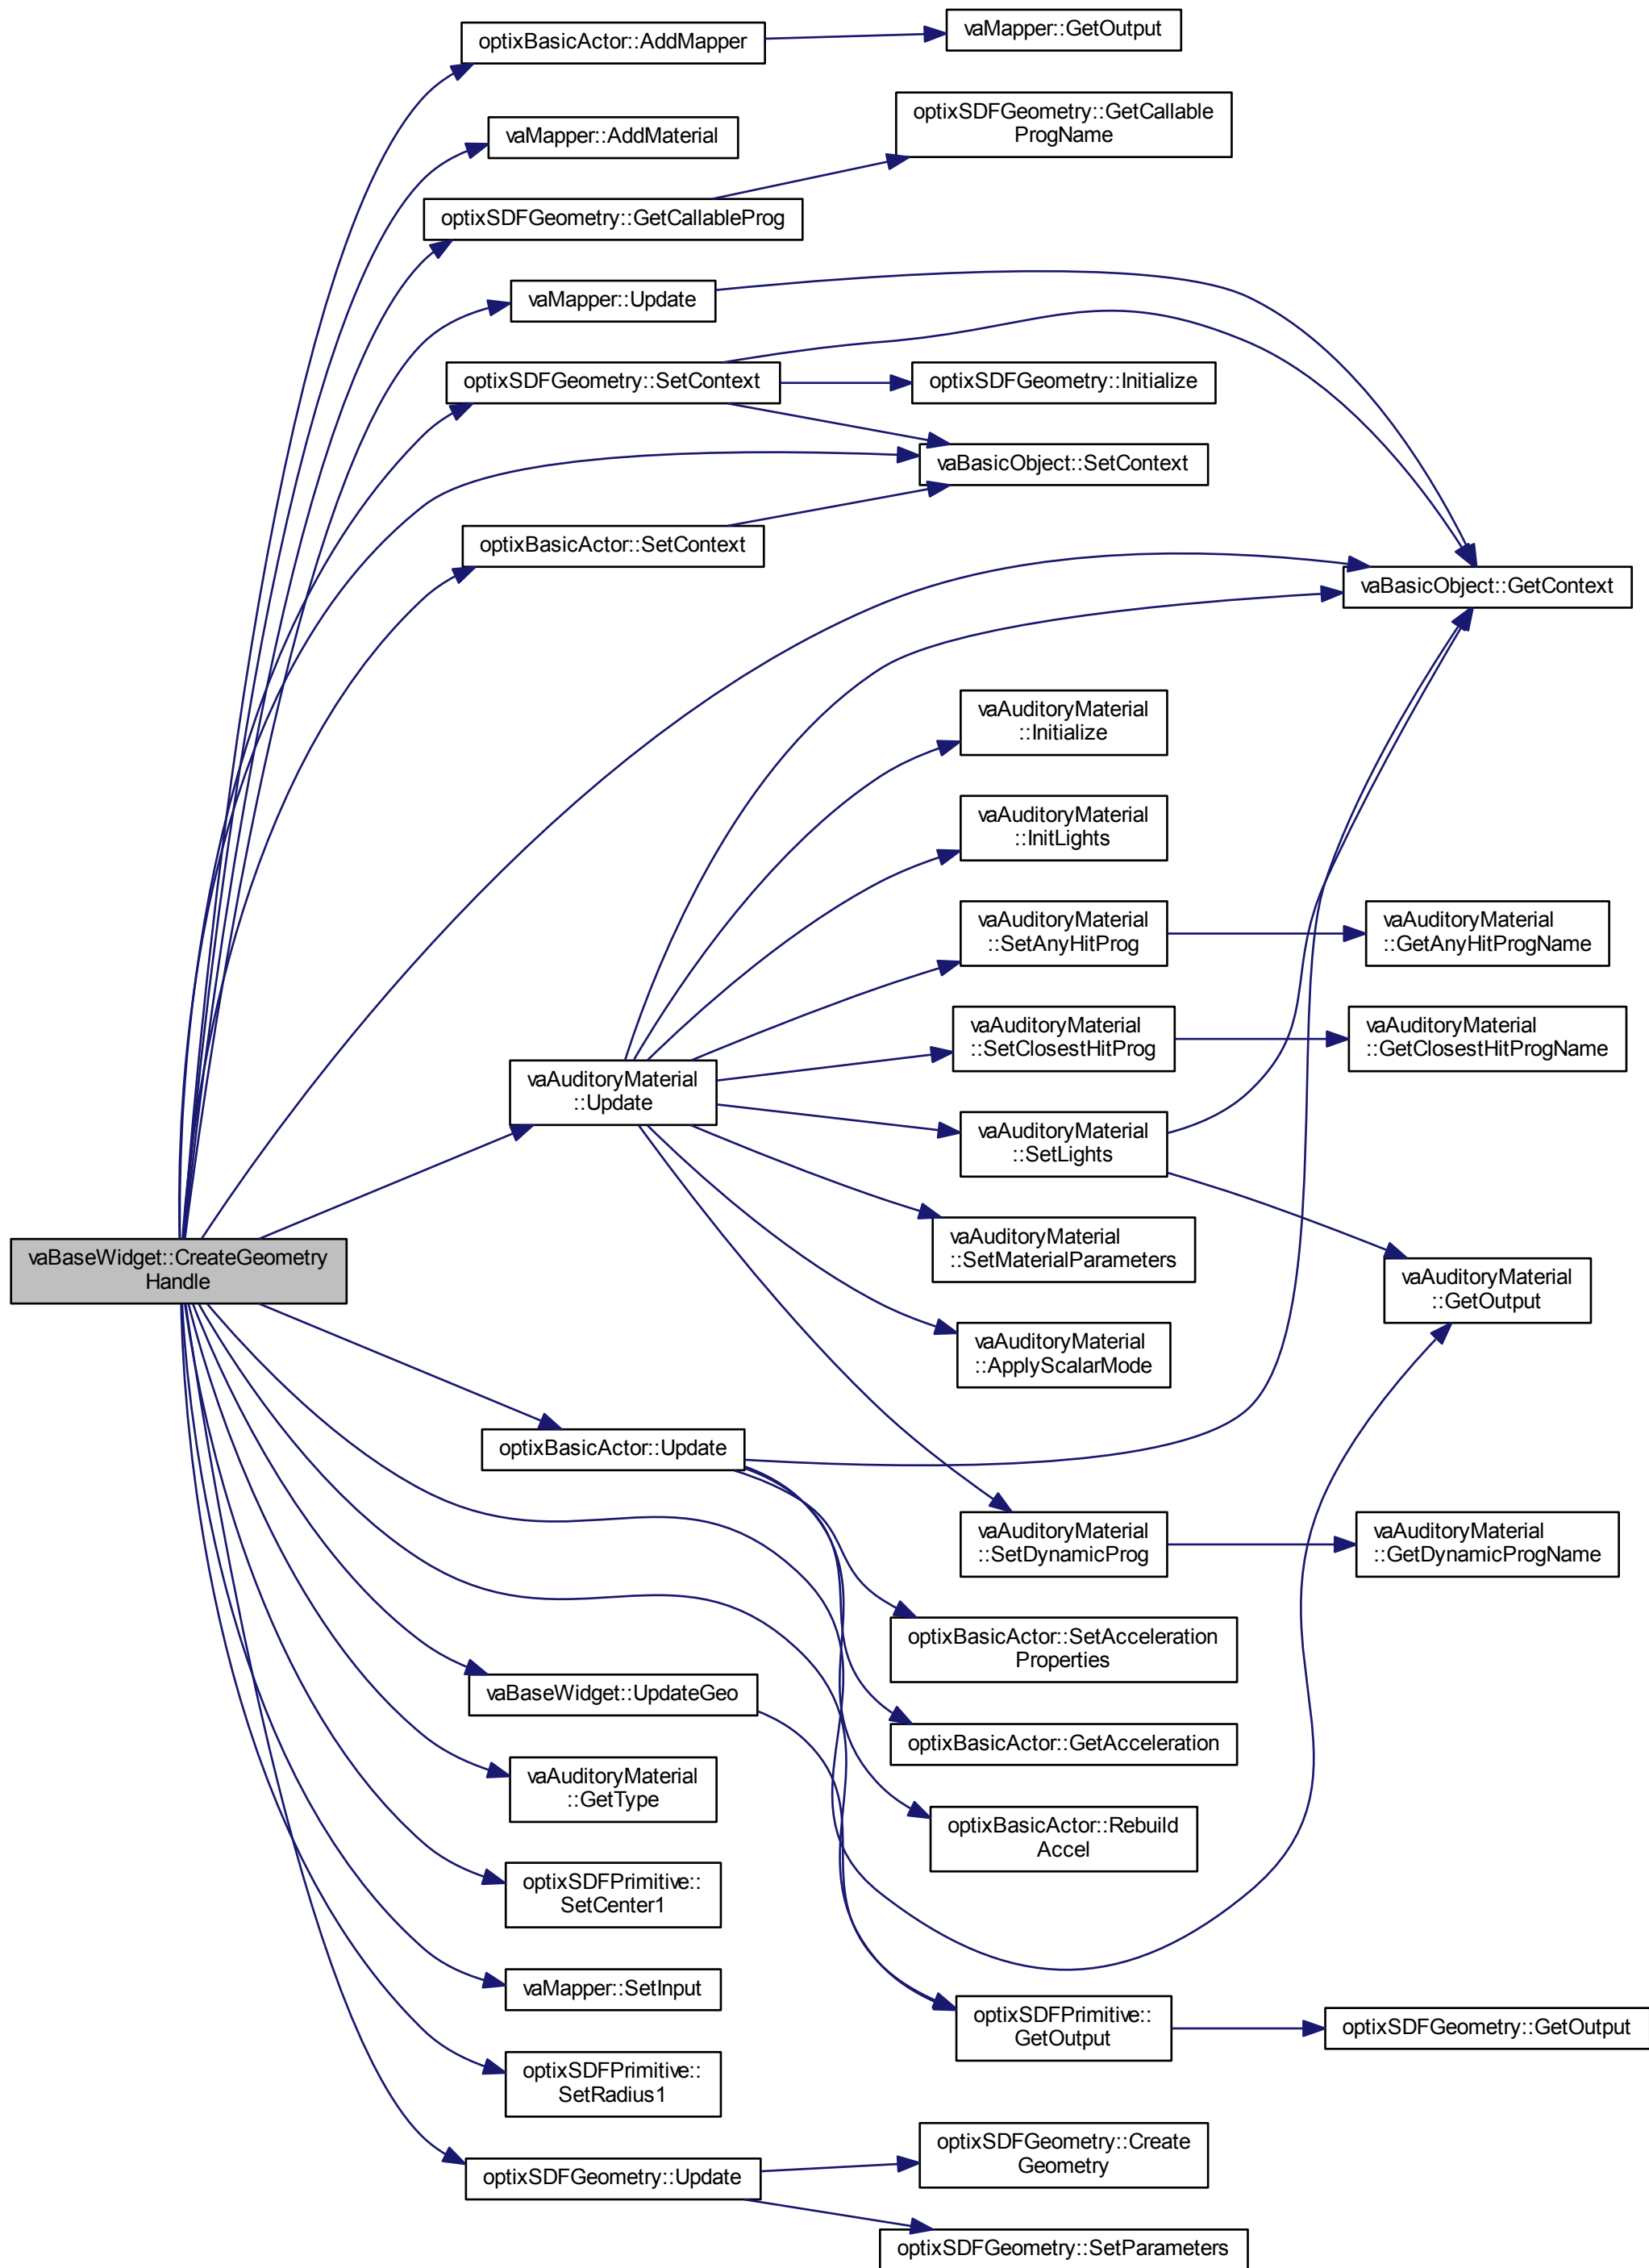 vaMapper::GetOutput
optixBasicActor::AddMapper
optixSDFGeometry::GetCallable
ProgName
vaMapper::AddMaterial
optixSDFGeometry::GetCallableProg
vaMapper::Update
optixSDFGeometry::SetContext
optixSDFGeometry::Initialize
vaBasicObject::SetContext
optixBasicActor::SetContext
vaBasicObject::GetContext
vaAuditoryMaterial
::Initialize
vaAuditoryMaterial
::InitLights
vaAuditoryMaterial
::SetAnyHitProg
vaAuditoryMaterial
::GetAnyHitProgName
vaAuditoryMaterial
::SetClosestHitProg
vaAuditoryMaterial
::GetClosestHitProgName
vaAuditoryMaterial
::Update
vaAuditoryMaterial
::SetLights
vaBaseWidget::CreateGeometry
Handle
vaAuditoryMaterial
::SetMaterialParameters
vaAuditoryMaterial
::GetOutput
vaAuditoryMaterial
::ApplyScalarMode
optixBasicActor::Update
vaAuditoryMaterial
::SetDynamicProg
vaAuditoryMaterial
::GetDynamicProgName
optixBasicActor::SetAcceleration
Properties
vaBaseWidget::UpdateGeo
optixBasicActor::GetAcceleration
vaAuditoryMaterial
::GetType
optixBasicActor::Rebuild
Accel
optixSDFPrimitive::
SetCenter1
vaMapper::SetInput
optixSDFPrimitive::
GetOutput
optixSDFGeometry::GetOutput
optixSDFPrimitive::
SetRadius1
optixSDFGeometry::Create
Geometry
optixSDFGeometry::Update
optixSDFGeometry::SetParameters